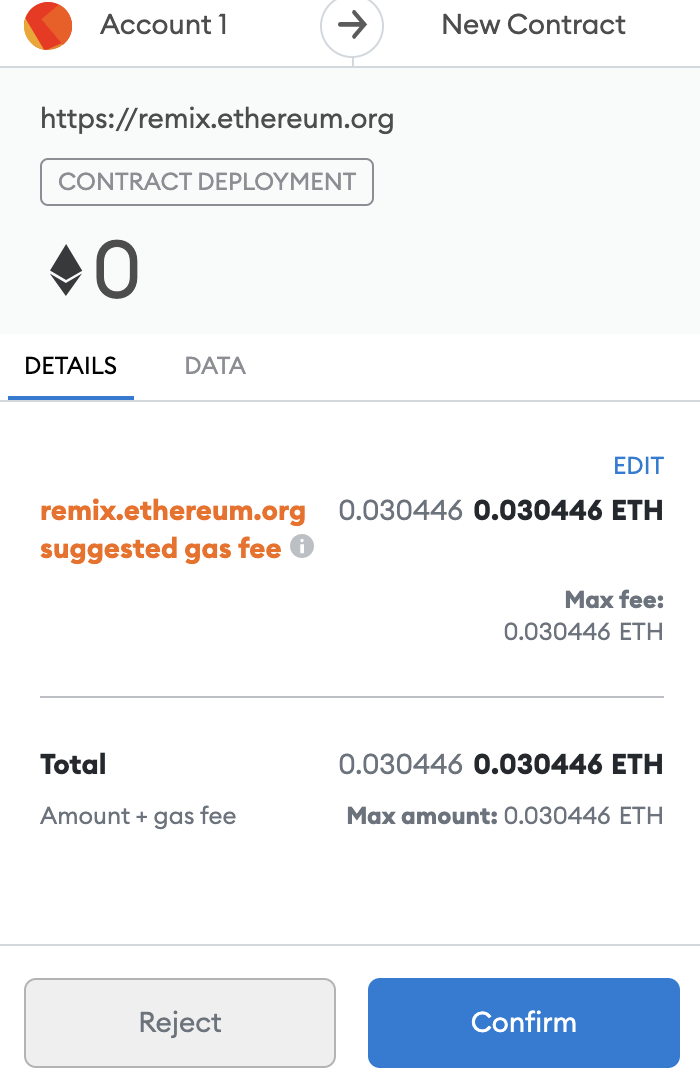 Account 1
New Contract
https://remix.ethereum.org
CONTRACT DEPLOYMENT
0
DETAILS DATA
EDIT
remix.ethereum.org 0.030446 0.030446 ETH
suggested gas fee
Max fee:
0.030446 ETH
Total 0.030446 0.030446 ETH
Amount + gas fee Max amount: 0.030446 ETH
Reject Confirm